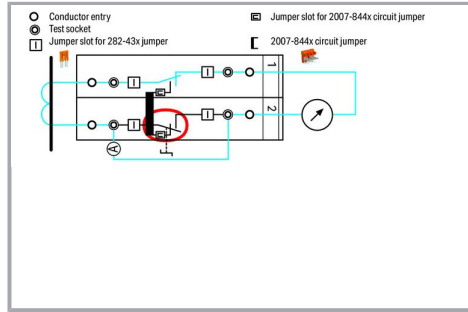 Conductor entry
Test socket
Jumper slot for 282-43x jumper
Jumper slot for 2007-844x circuit jumper
2007-844x circuit jumper
1
2
A